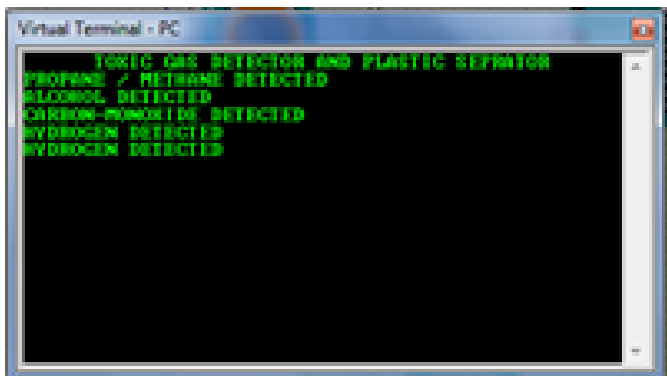 Virtual Terminal - PC
TOXIC GAS DETECTOR AND PLASTIC SEPRATOR
PROPANE / METHANE DETECTED
ALCOHOL DETECTED
CARBON-MONOXIDE DETECTED
HYDROGEN DETECTED
HYDROGEN DETECTED